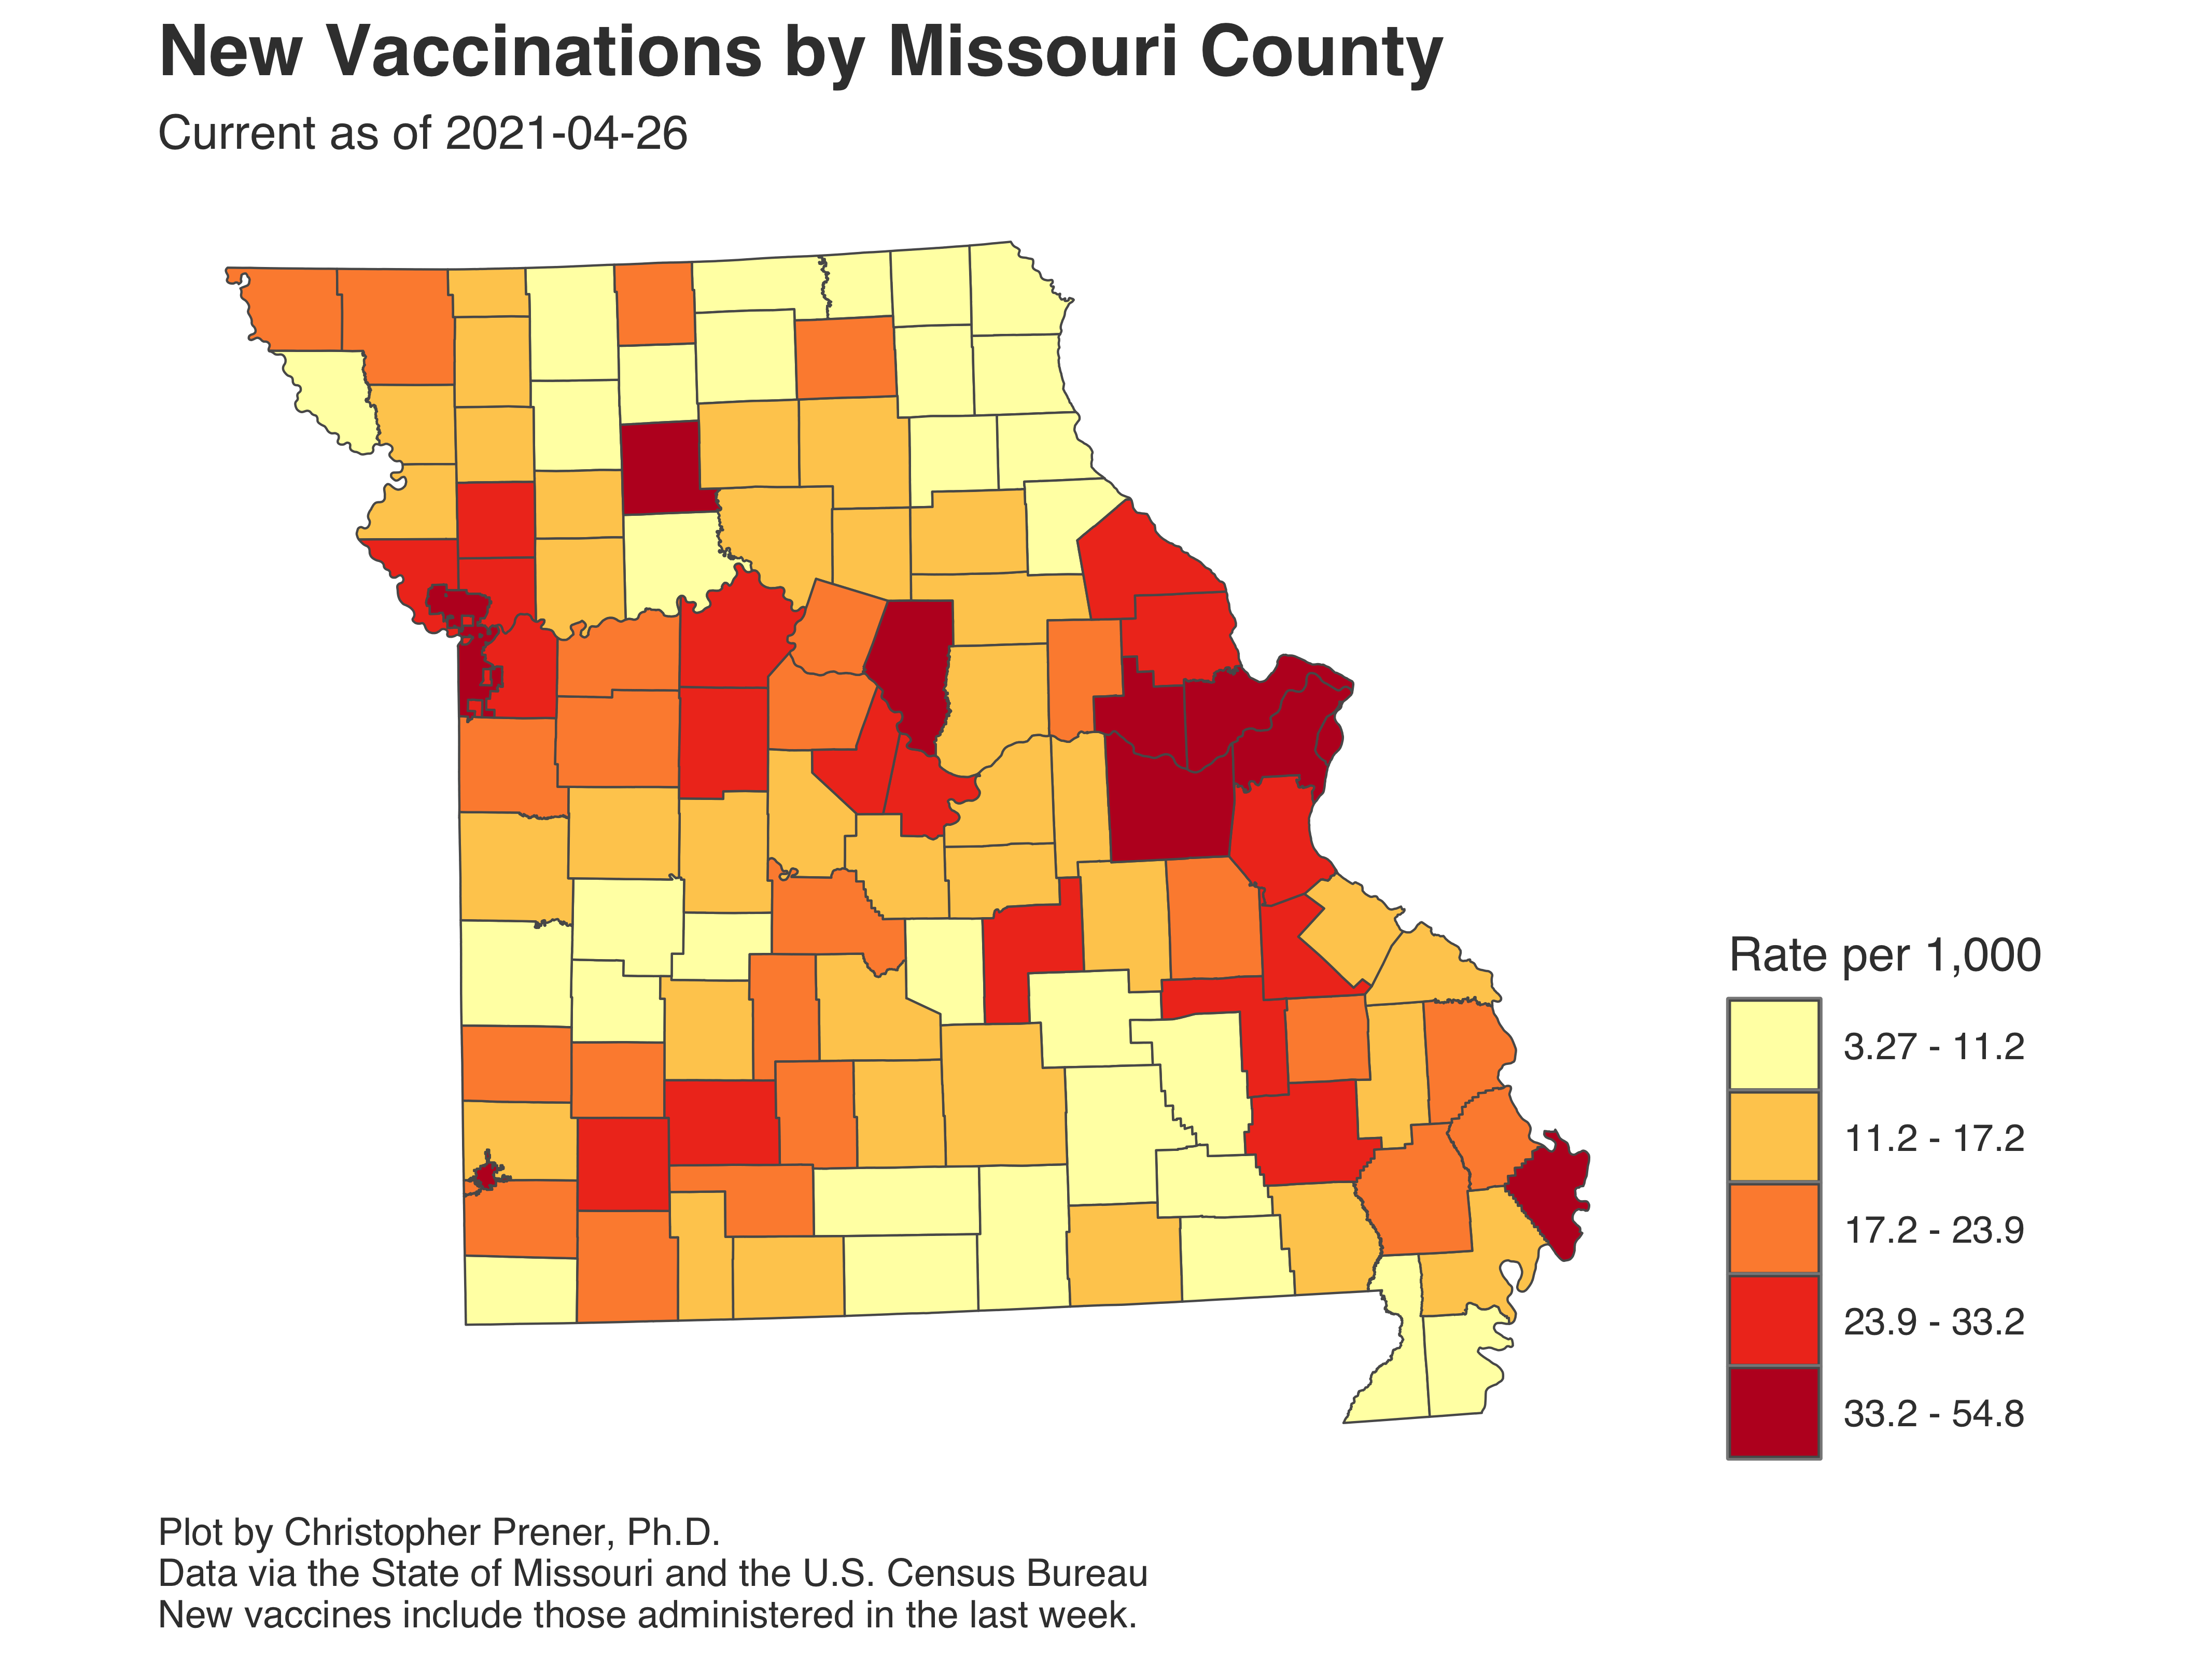 New Vaccinations by Missouri County
Current as of 2021-04-26
Rate per 1,000
3.27 - 11.2
11.2 - 17.2
17.2 - 23.9
23.9 - 33.2
33.2 - 54.8
Plot by Christopher Prener, Ph.D.
Data via the State of Missouri and the U.S. Census Bureau
New vaccines include those administered in the last week.